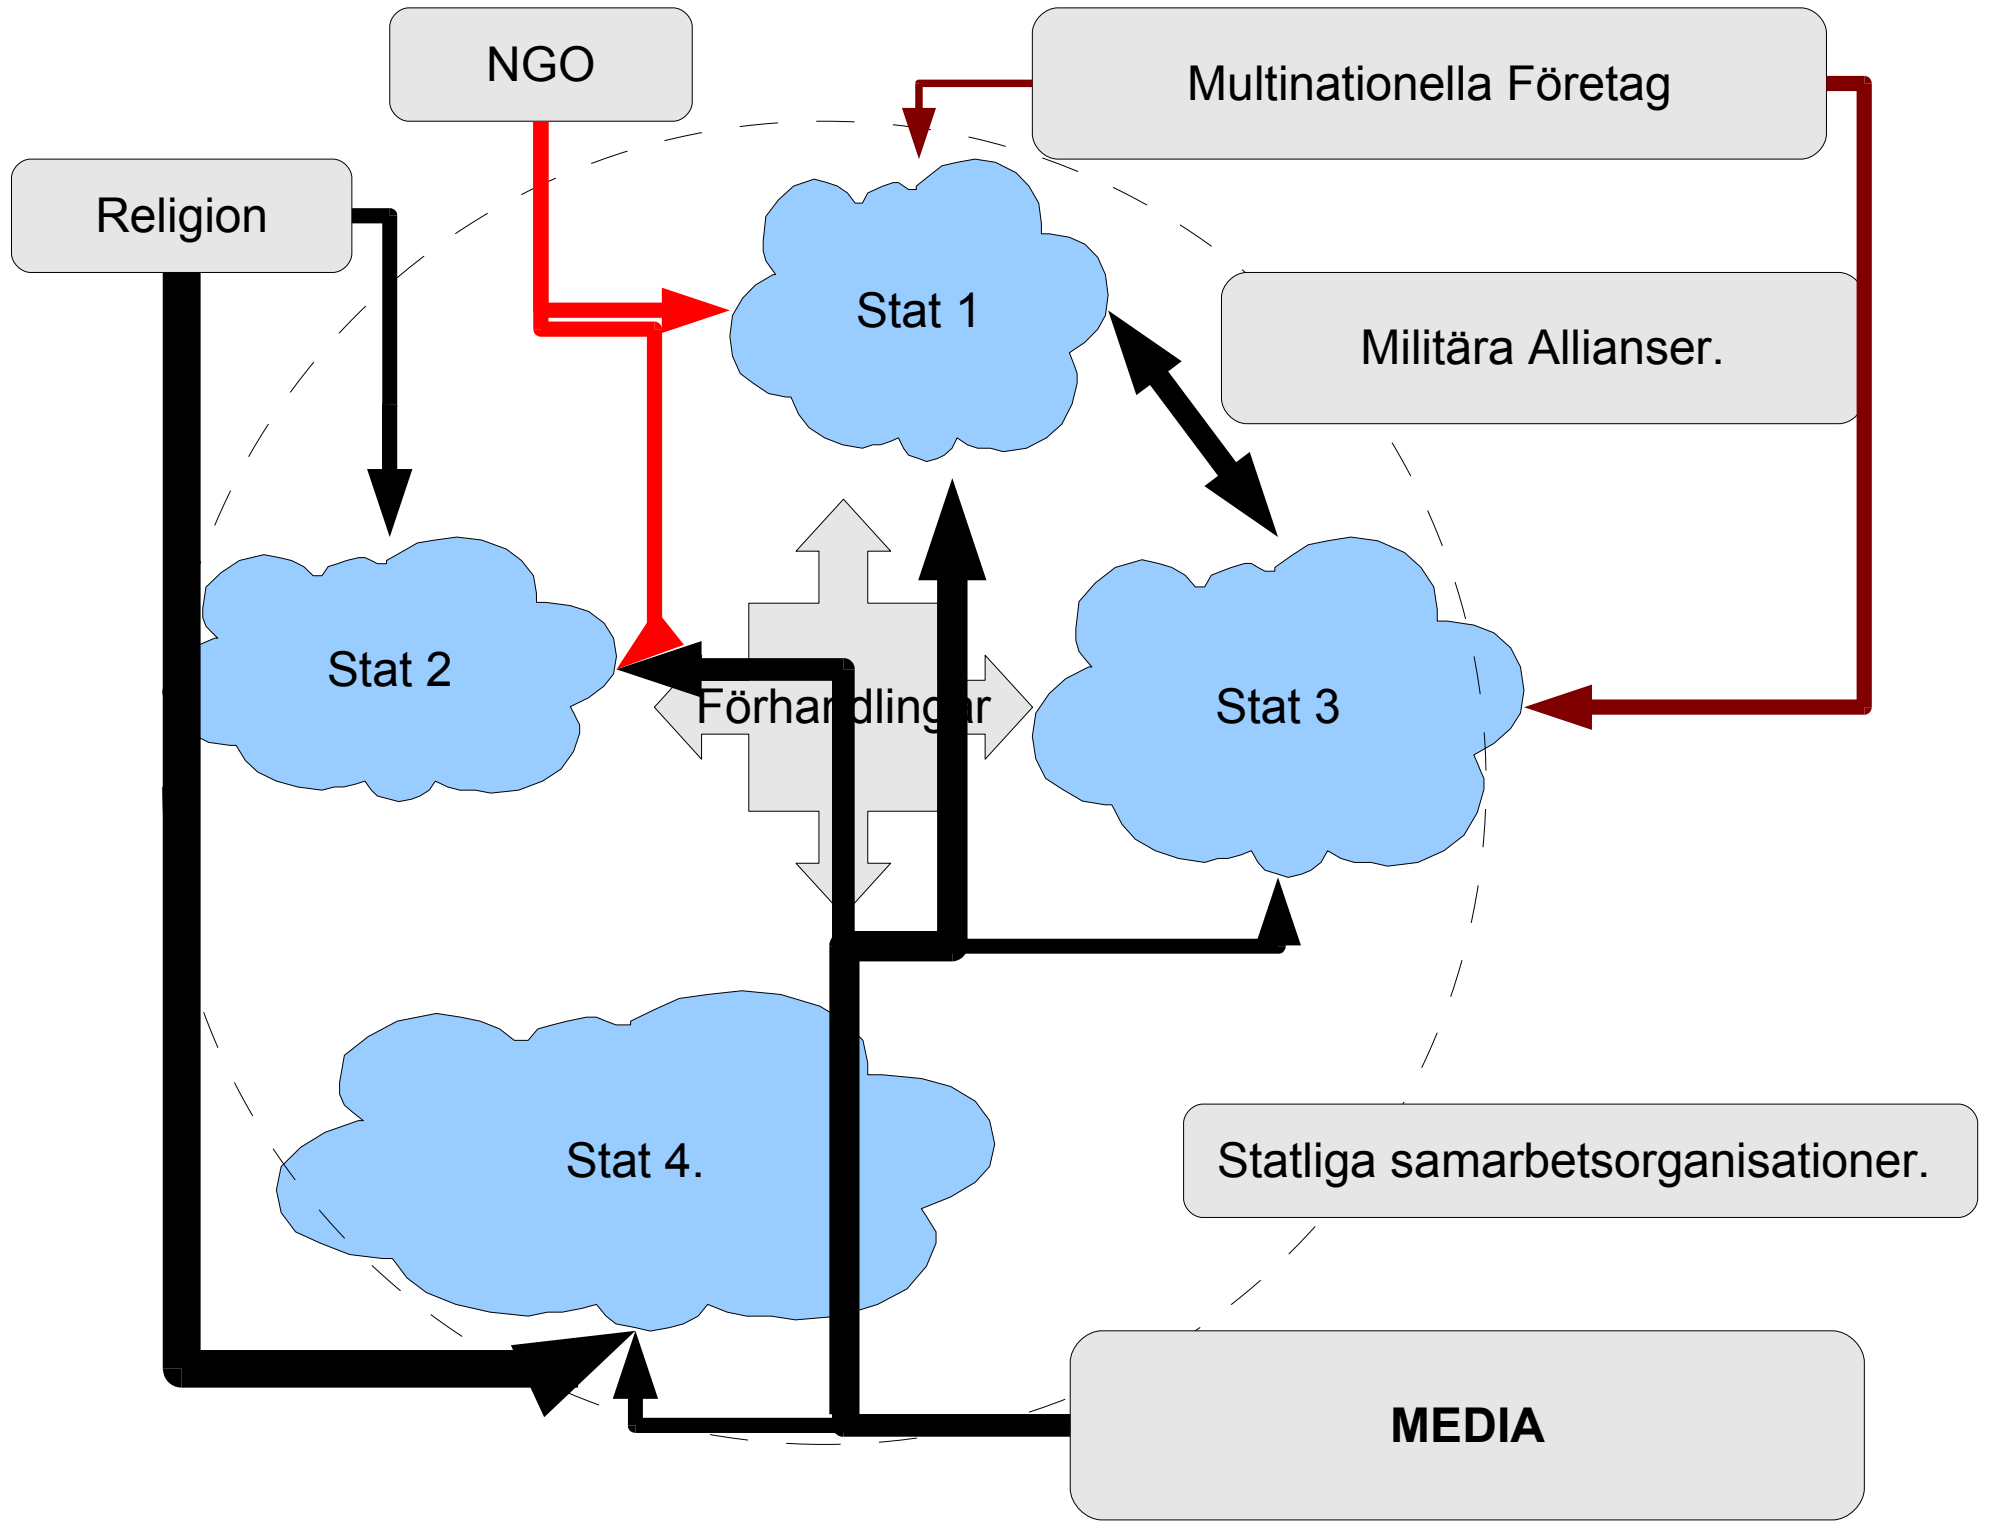 NGO
Multinationella Företag
Religion
Stat 1
Militära Allianser.
Stat 2
Förhandlingar
Stat 3
Stat 4.
Statliga samarbetsorganisationer.
MEDIA